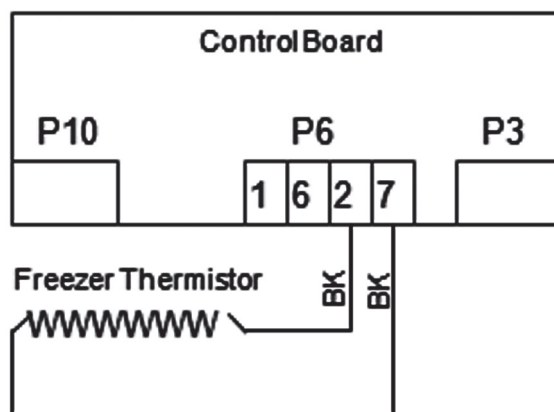 Control Board
P10 P6 P3
1 6 2 7
Freezer Thermistor
BK
BK